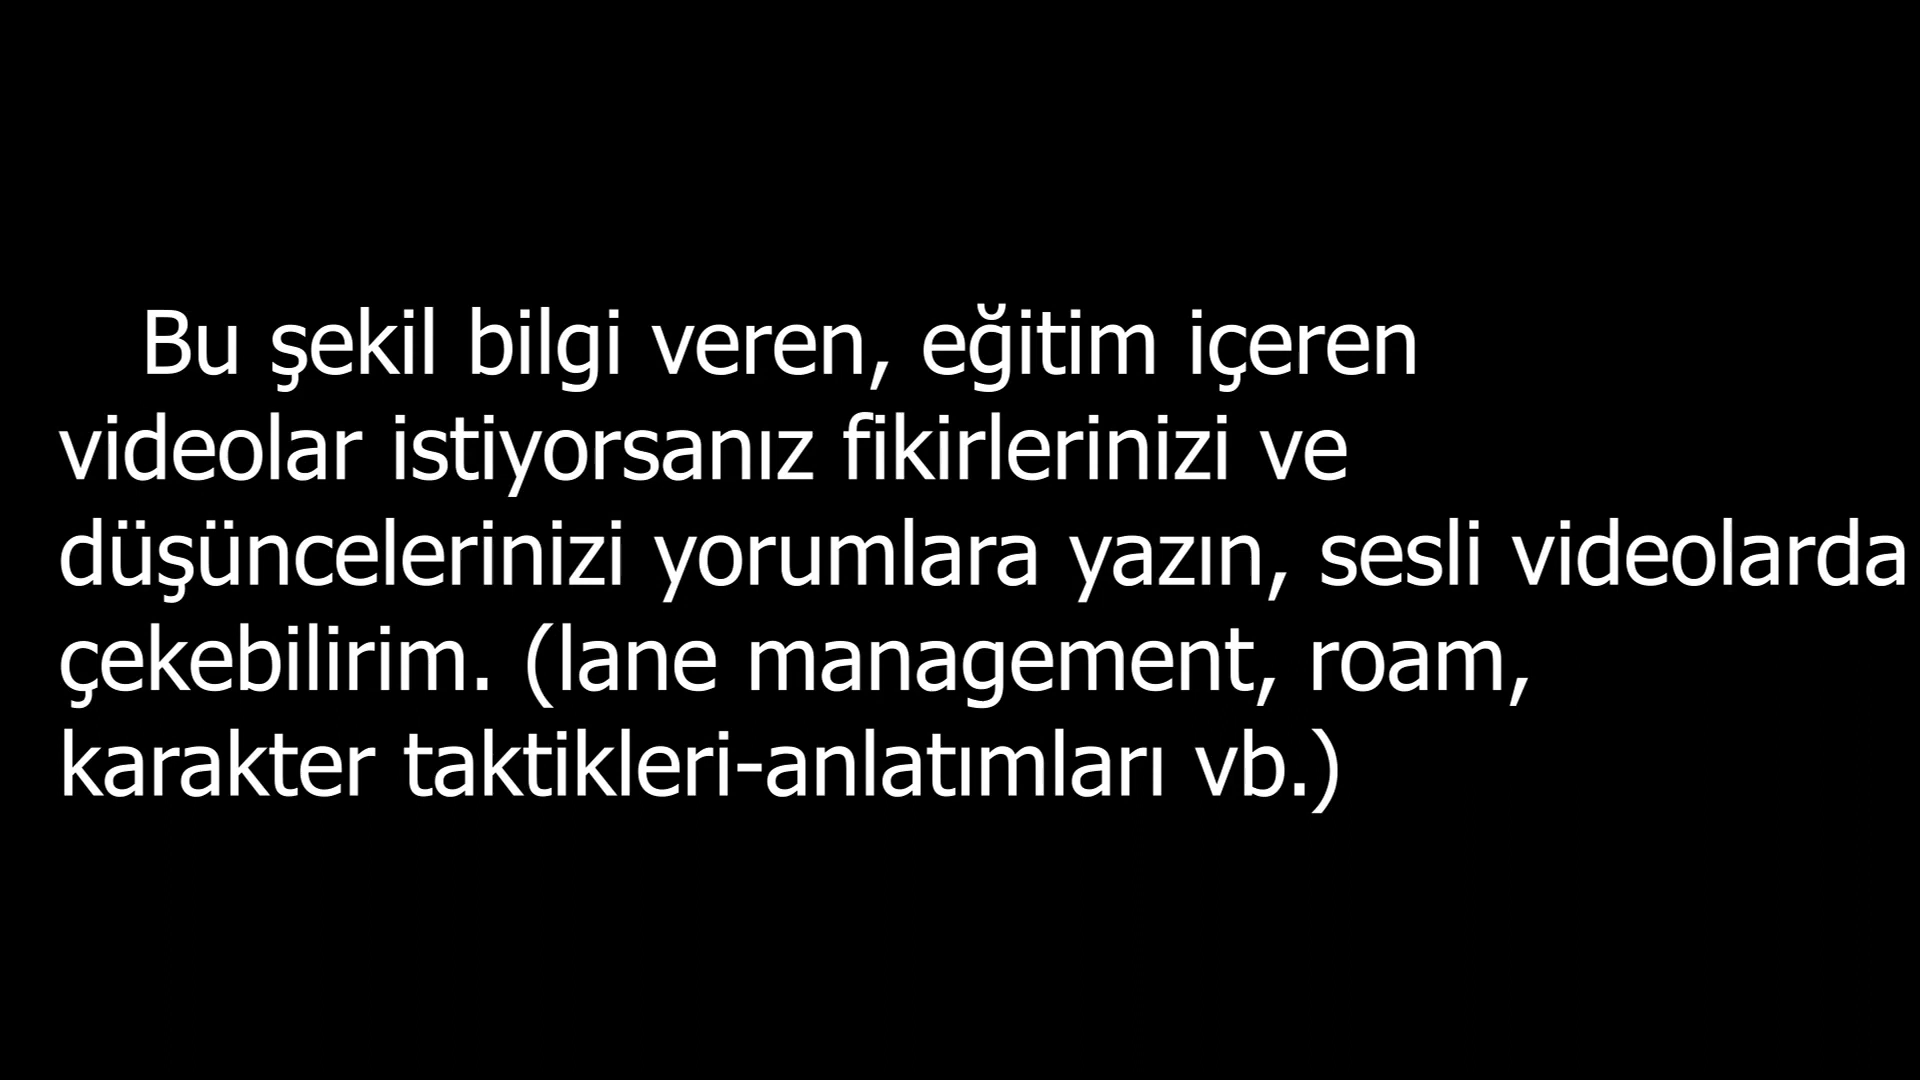 Bu şekil bilgi veren, eğitim içeren
videolar istiyorsanız fikirlerinizi ve
düşüncelerinizi yorumlara yazın, sesli videolarda
çekebilirim. (lane management, roam,
karakter taktikleri-anlatımları vb.)